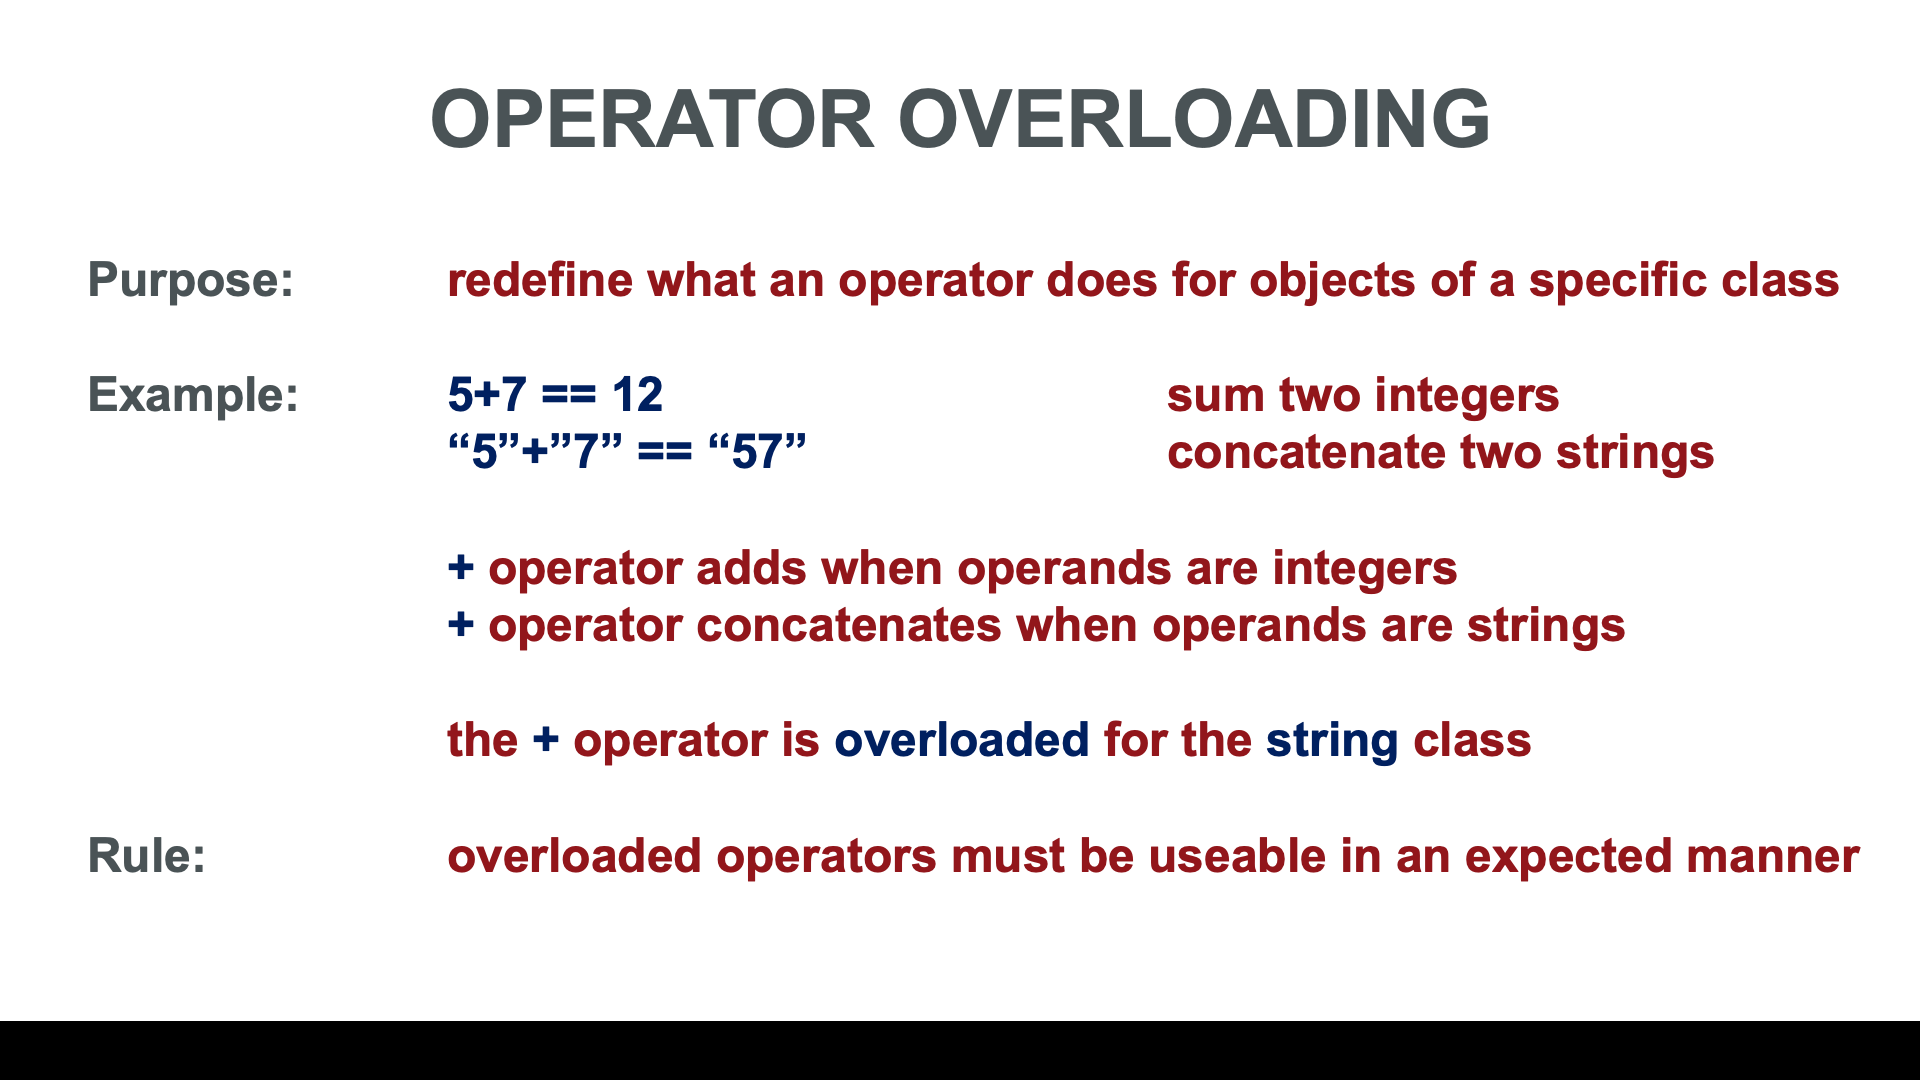 OPERATOR OVERLOADING
Purpose: redefine what an operator does for objects of a specific class
Example: 5+7 == 12 sum two integers
“5”+”7” == “57” concatenate two strings
+ operator adds when operands are integers
+ operator concatenates when operands are strings
the + operator is overloaded for the string class
Rule: overloaded operators must be useable in an expected manner